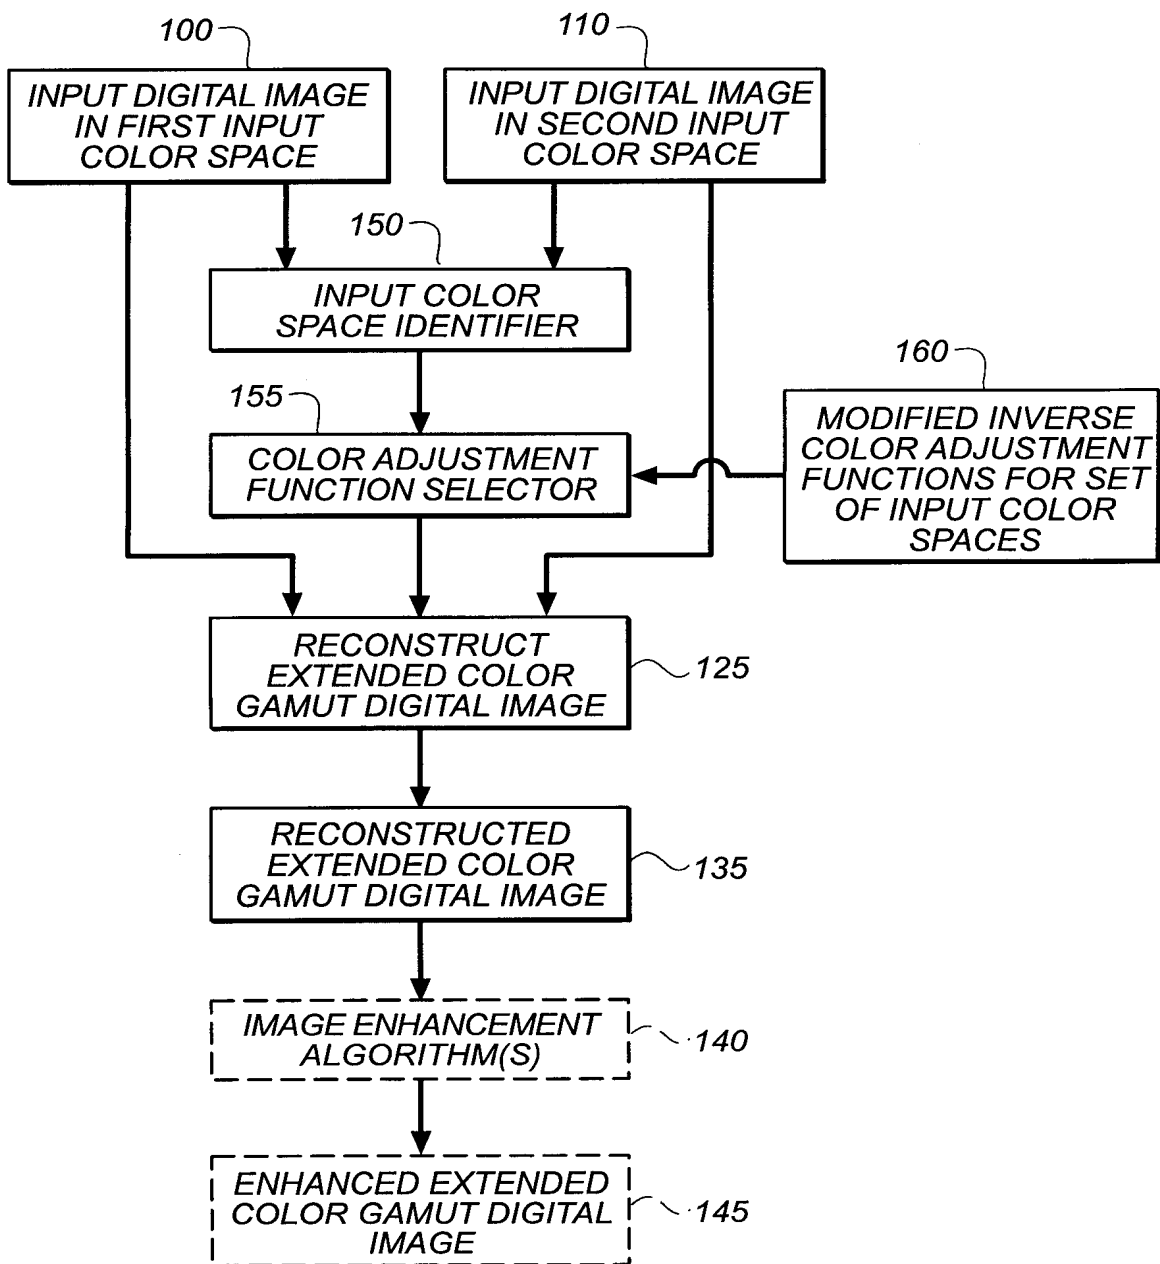 100
110
INPUT DIGITAL IMAGE
IN FIRST INPUT
COLOR SPACE
INPUT DIGITAL IMAGE
IN SECOND INPUT
COLOR SPACE
150
INPUT COLOR
SPACE IDENTIFIER
160
155
COLOR ADJUSTMENT
FUNCTION SELECTOR
MODIFIED INVERSE
COLOR ADJUSTMENT
FUNCTIONS FOR SET
OF INPUT COLOR
SPACES
RECONSTRUCT
EXTENDED COLOR
GAMUT DIGITAL IMAGE
125
RECONSTRUCTED
EXTENDED COLOR
GAMUT DIGITAL IMAGE
135
IMAGE ENHANCEMENT
ALGORITHM(S)
140
ENHANCED EXTENDED
COLOR GAMUT DIGITAL
IMAGE
145